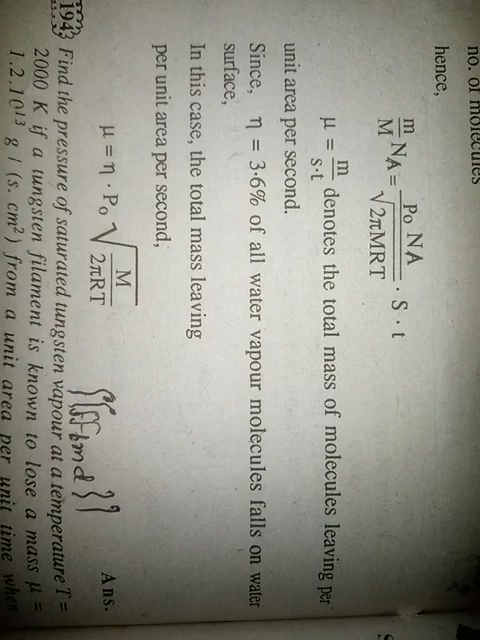 no. of molecules
hence,
m/M NA = Po NA/√2πMRT · S · t
μ = m/s·t denotes the total mass of molecules leaving per
unit area per second.
Since, η = 3·6% of all water vapour molecules falls on water
surface,
In this case, the total mass leaving
per unit area per second,
μ = η · Po √M/2πRT
Ans.
194 Find the pressure of saturated tungsten vapour at a temperature T =
2000 K if a tungsten filament is known to lose a mass μ =
1.2.10¹³ g / (s. cm²) from a unit area per unit time when